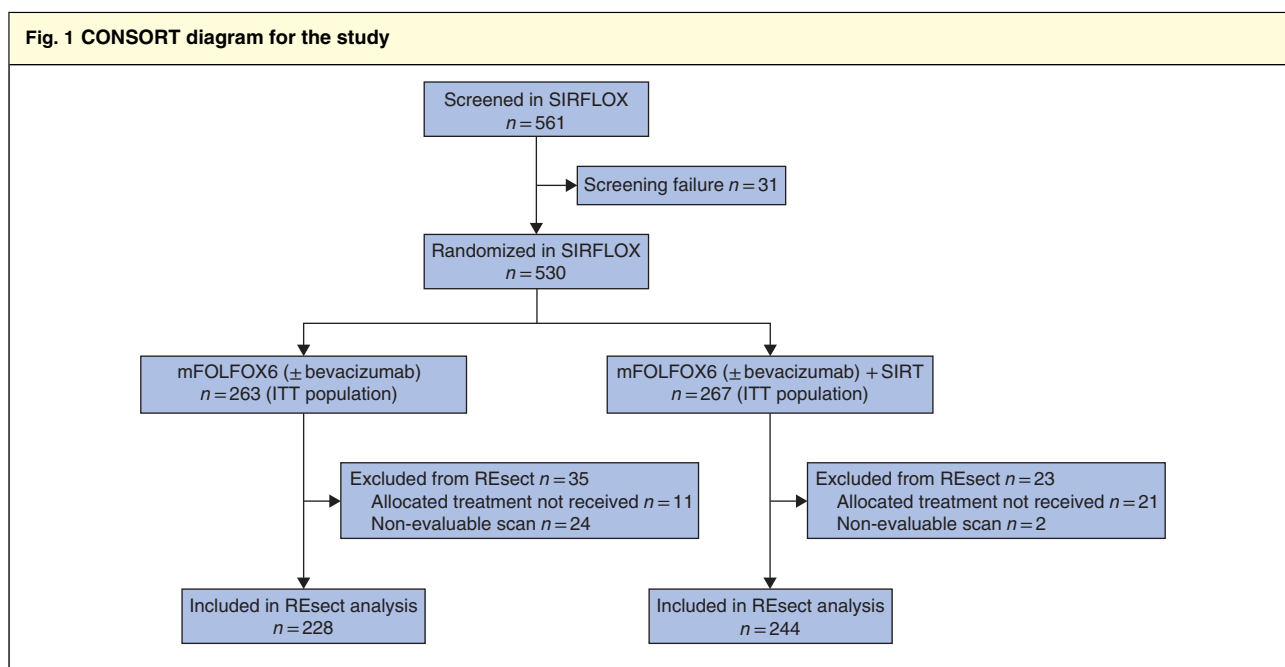 Fig. 1 CONSORT diagram for the study
Screened in SIRFLOX
n = 561
Screening failure n = 31
Randomized in SIRFLOX
n = 530
mFOLFOX6 (± bevacizumab)
n = 263 (ITT population)
mFOLFOX6 (± bevacizumab) + SIRT
n = 267 (ITT population)
Excluded from REsect n = 35
Allocated treatment not received n = 11
Non-evaluable scan n = 24
Excluded from REsect n = 23
Allocated treatment not received n = 21
Non-evaluable scan n = 2
Included in REsect analysis
n = 228
Included in REsect analysis
n = 244